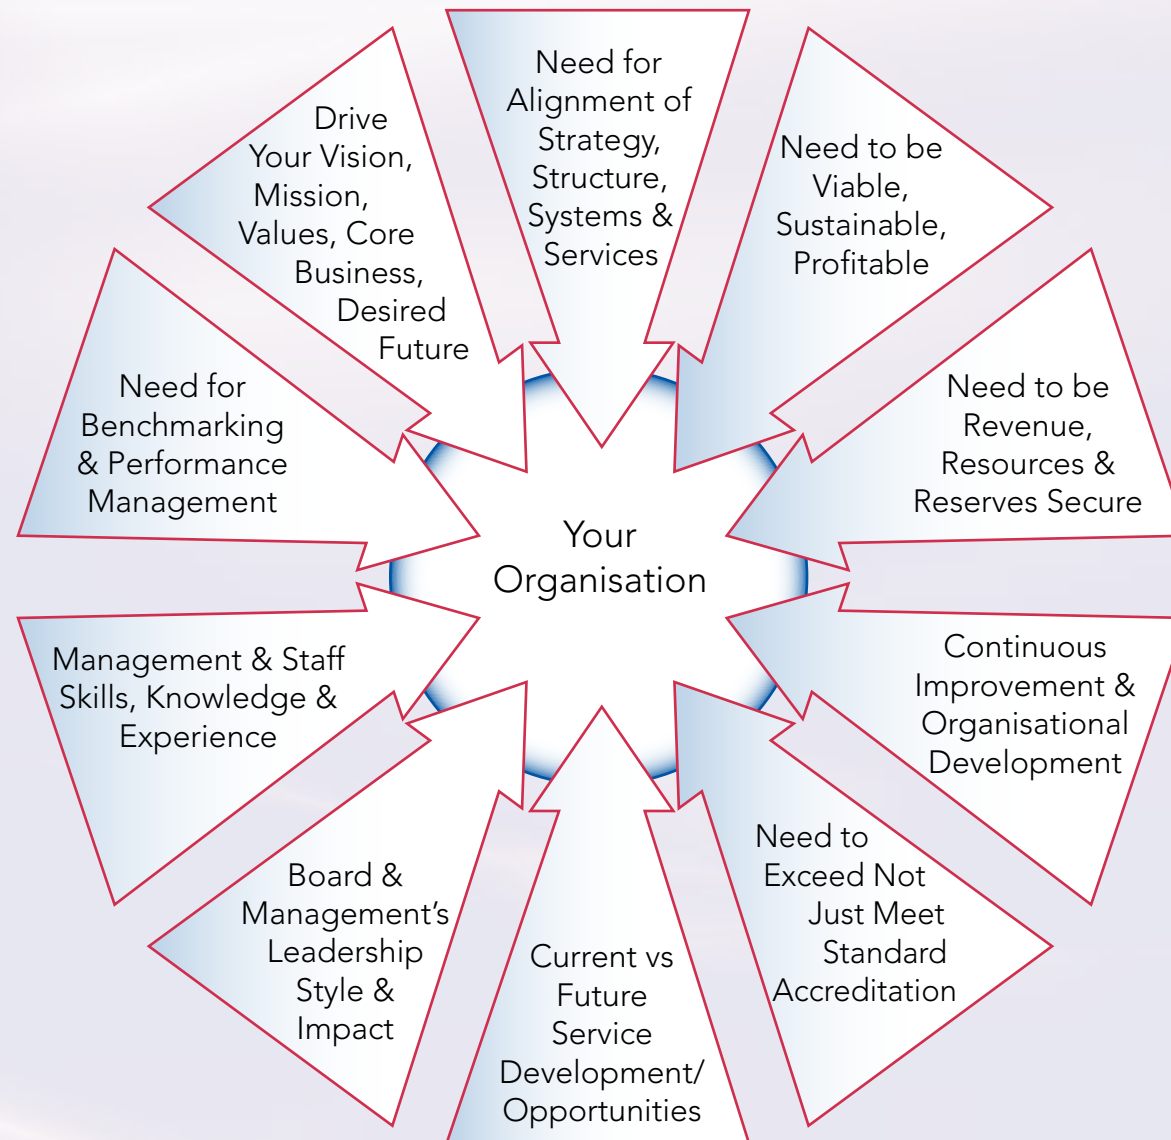 Need for
Alignment of
Strategy,
Structure,
Systems &
Services
Need to be
Viable,
Sustainable,
Profitable
Need to be
Revenue,
Resources &
Reserves Secure
Continuous
Improvement &
Organisational
Development
Need to
Exceed Not
Just Meet
Standard
Accreditation
Current vs
Future
Service
Development/
Opportunities
Board &
Management’s
Leadership
Style &
Impact
Management & Staff
Skills, Knowledge &
Experience
Need for
Benchmarking
& Performance
Management
Drive
Your Vision,
Mission,
Values, Core
Business,
Desired
Future
Your
Organisation